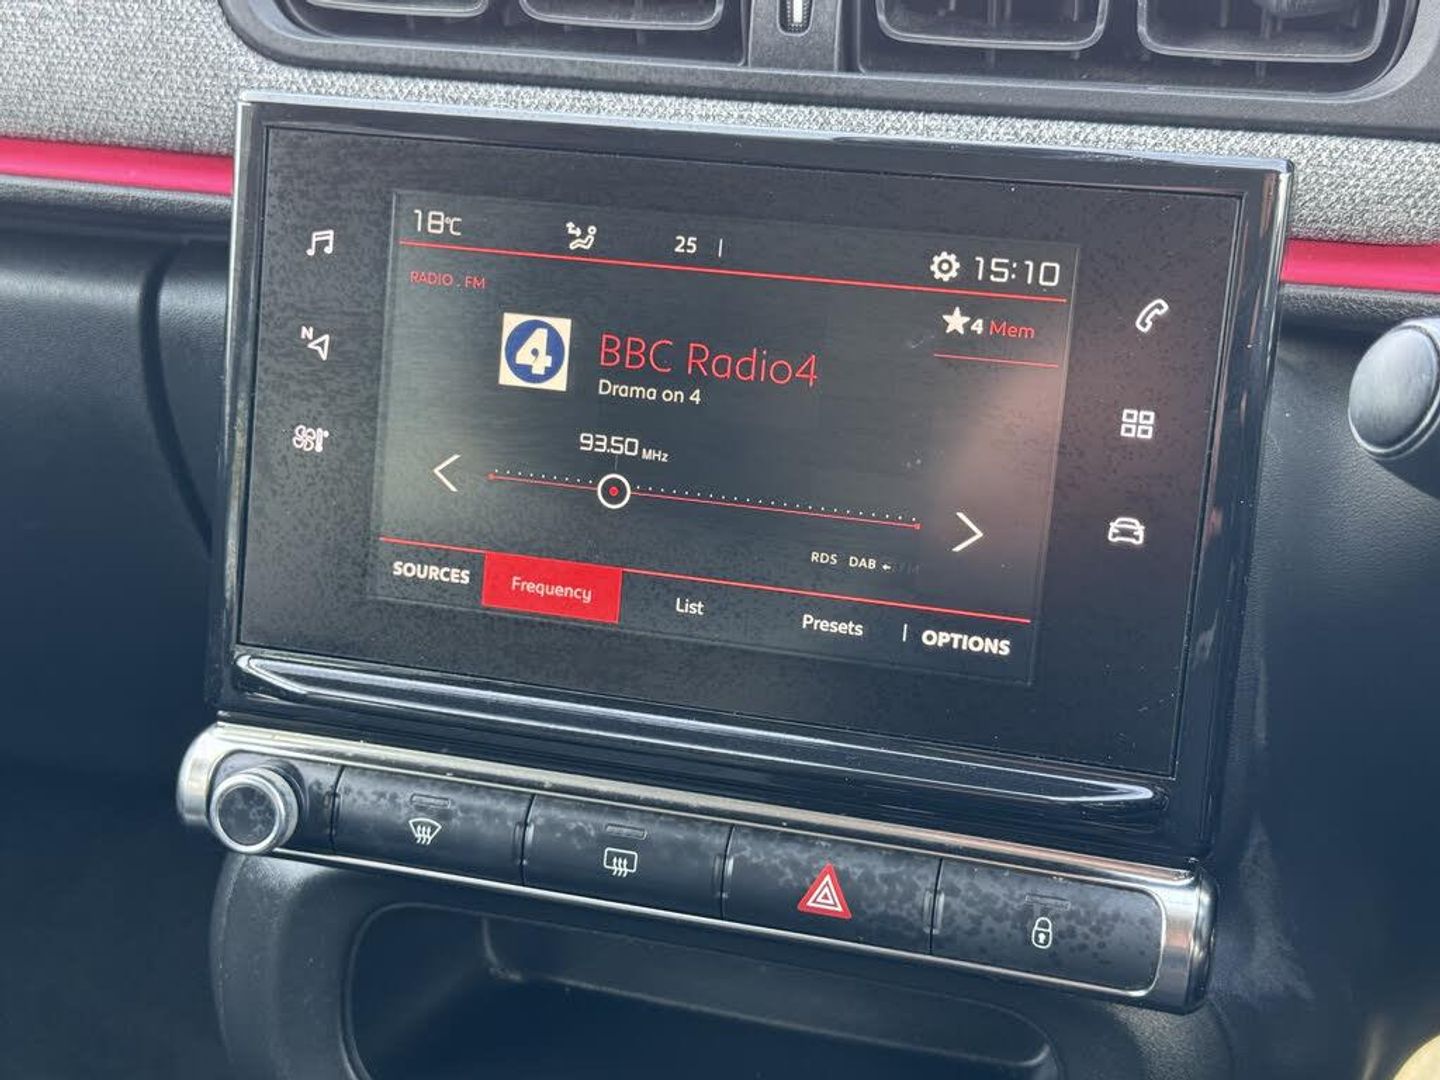 18°C 25 | 15:10
RADIO . FM
4 Mem
4
BBC Radio4
Drama on 4
N
93.50 MHz
RDS DAB
SOURCES Frequency List Presets | OPTIONS